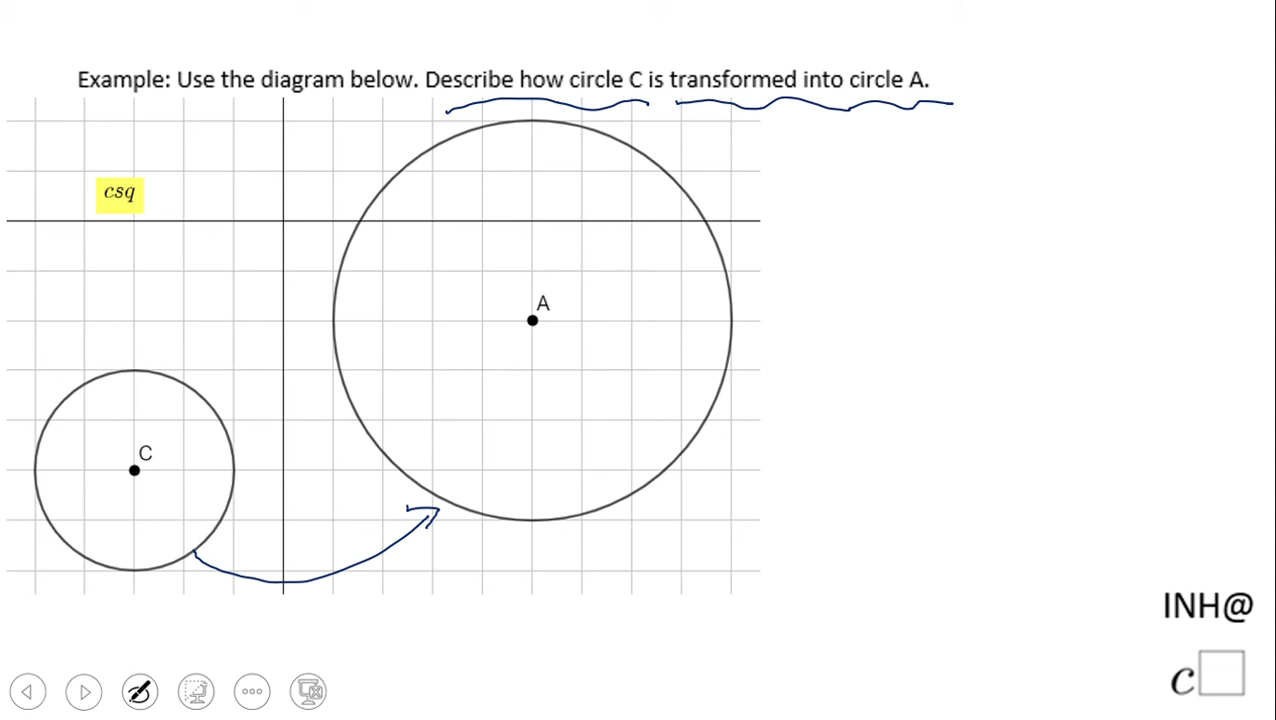 Example: Use the diagram below. Describe how circle C is transformed into circle A.
csq
A
C
INH@
c